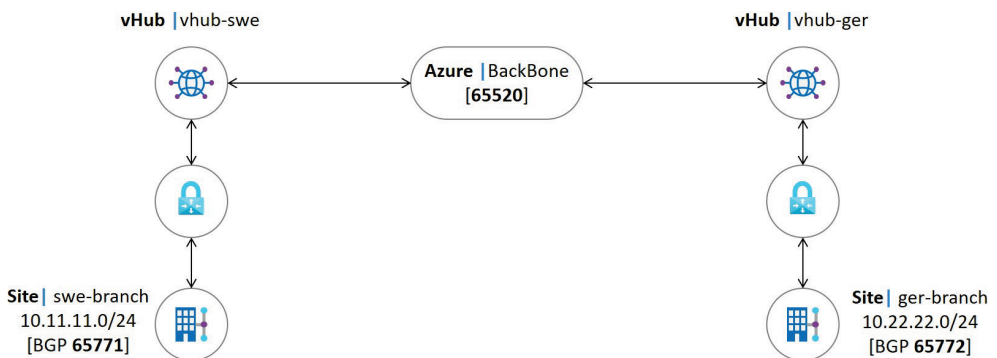 vHub | vhub-swe
vHub | vhub-ger
Azure | BackBone
[65520]
Site | swe-branch
10.11.11.0/24
[BGP 65771]
Site | ger-branch
10.22.22.0/24
[BGP 65772]